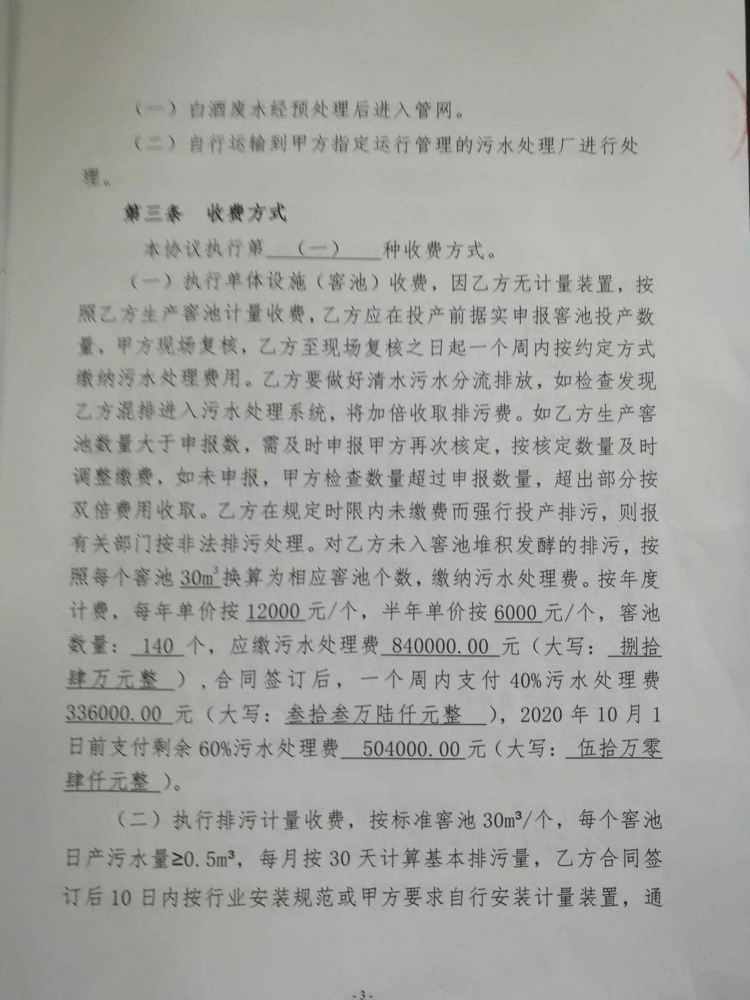 （一）白酒废水经预处理后进入管网。
（二）自行运输到甲方指定运行管理的污水处理厂进行处
理。
第三条 收费方式
本协议执行第 （一） 种收费方式。
（一）执行单体设施（窖池）收费，因乙方无计量装置，按
照乙方生产窖池计量收费，乙方应在投产前据实申报窖池投产数
量，甲方现场复核，乙方至现场复核之日起一个周内按约定方式
缴纳污水处理费用。乙方要做好清水污水分流排放，如检查发现
乙方混排进入污水处理系统，将加倍收取排污费。如乙方生产窖
池数量大于申报数，需及时申报甲方再次核定，按核定数量及时
调整缴费，如未申报，甲方检查数量超过申报数量，超出部分按
双倍费用收取。乙方在规定时限内未缴费而强行投产排污，则报
有关部门按非法排污处理。对乙方未入窖池堆积发酵的排污，按
照每个窖池 30m³换算为相应窖池个数，缴纳污水处理费。按年度
计费，每年单价按 12000 元/个，半年单价按 6000 元/个，窖池
数量： 140 个，应缴污水处理费 840000.00 元（大写： 捌拾
肆万元整 ）,合同签订后，一个周内支付 40%污水处理费
336000.00 元（大写：叁拾叁万陆仟元整 ），2020 年 10 月 1
日前支付剩余 60%污水处理费 504000.00 元（大写： 伍拾万零
肆仟元整 ）。
（二）执行排污计量收费，按标准窖池 30m³/个，每个窖池
日产污水量≥0.5m³，每月按 30 天计算基本排污量，乙方合同签
订后 10 日内按行业安装规范或甲方要求自行安装计量装置，通
- 3 -